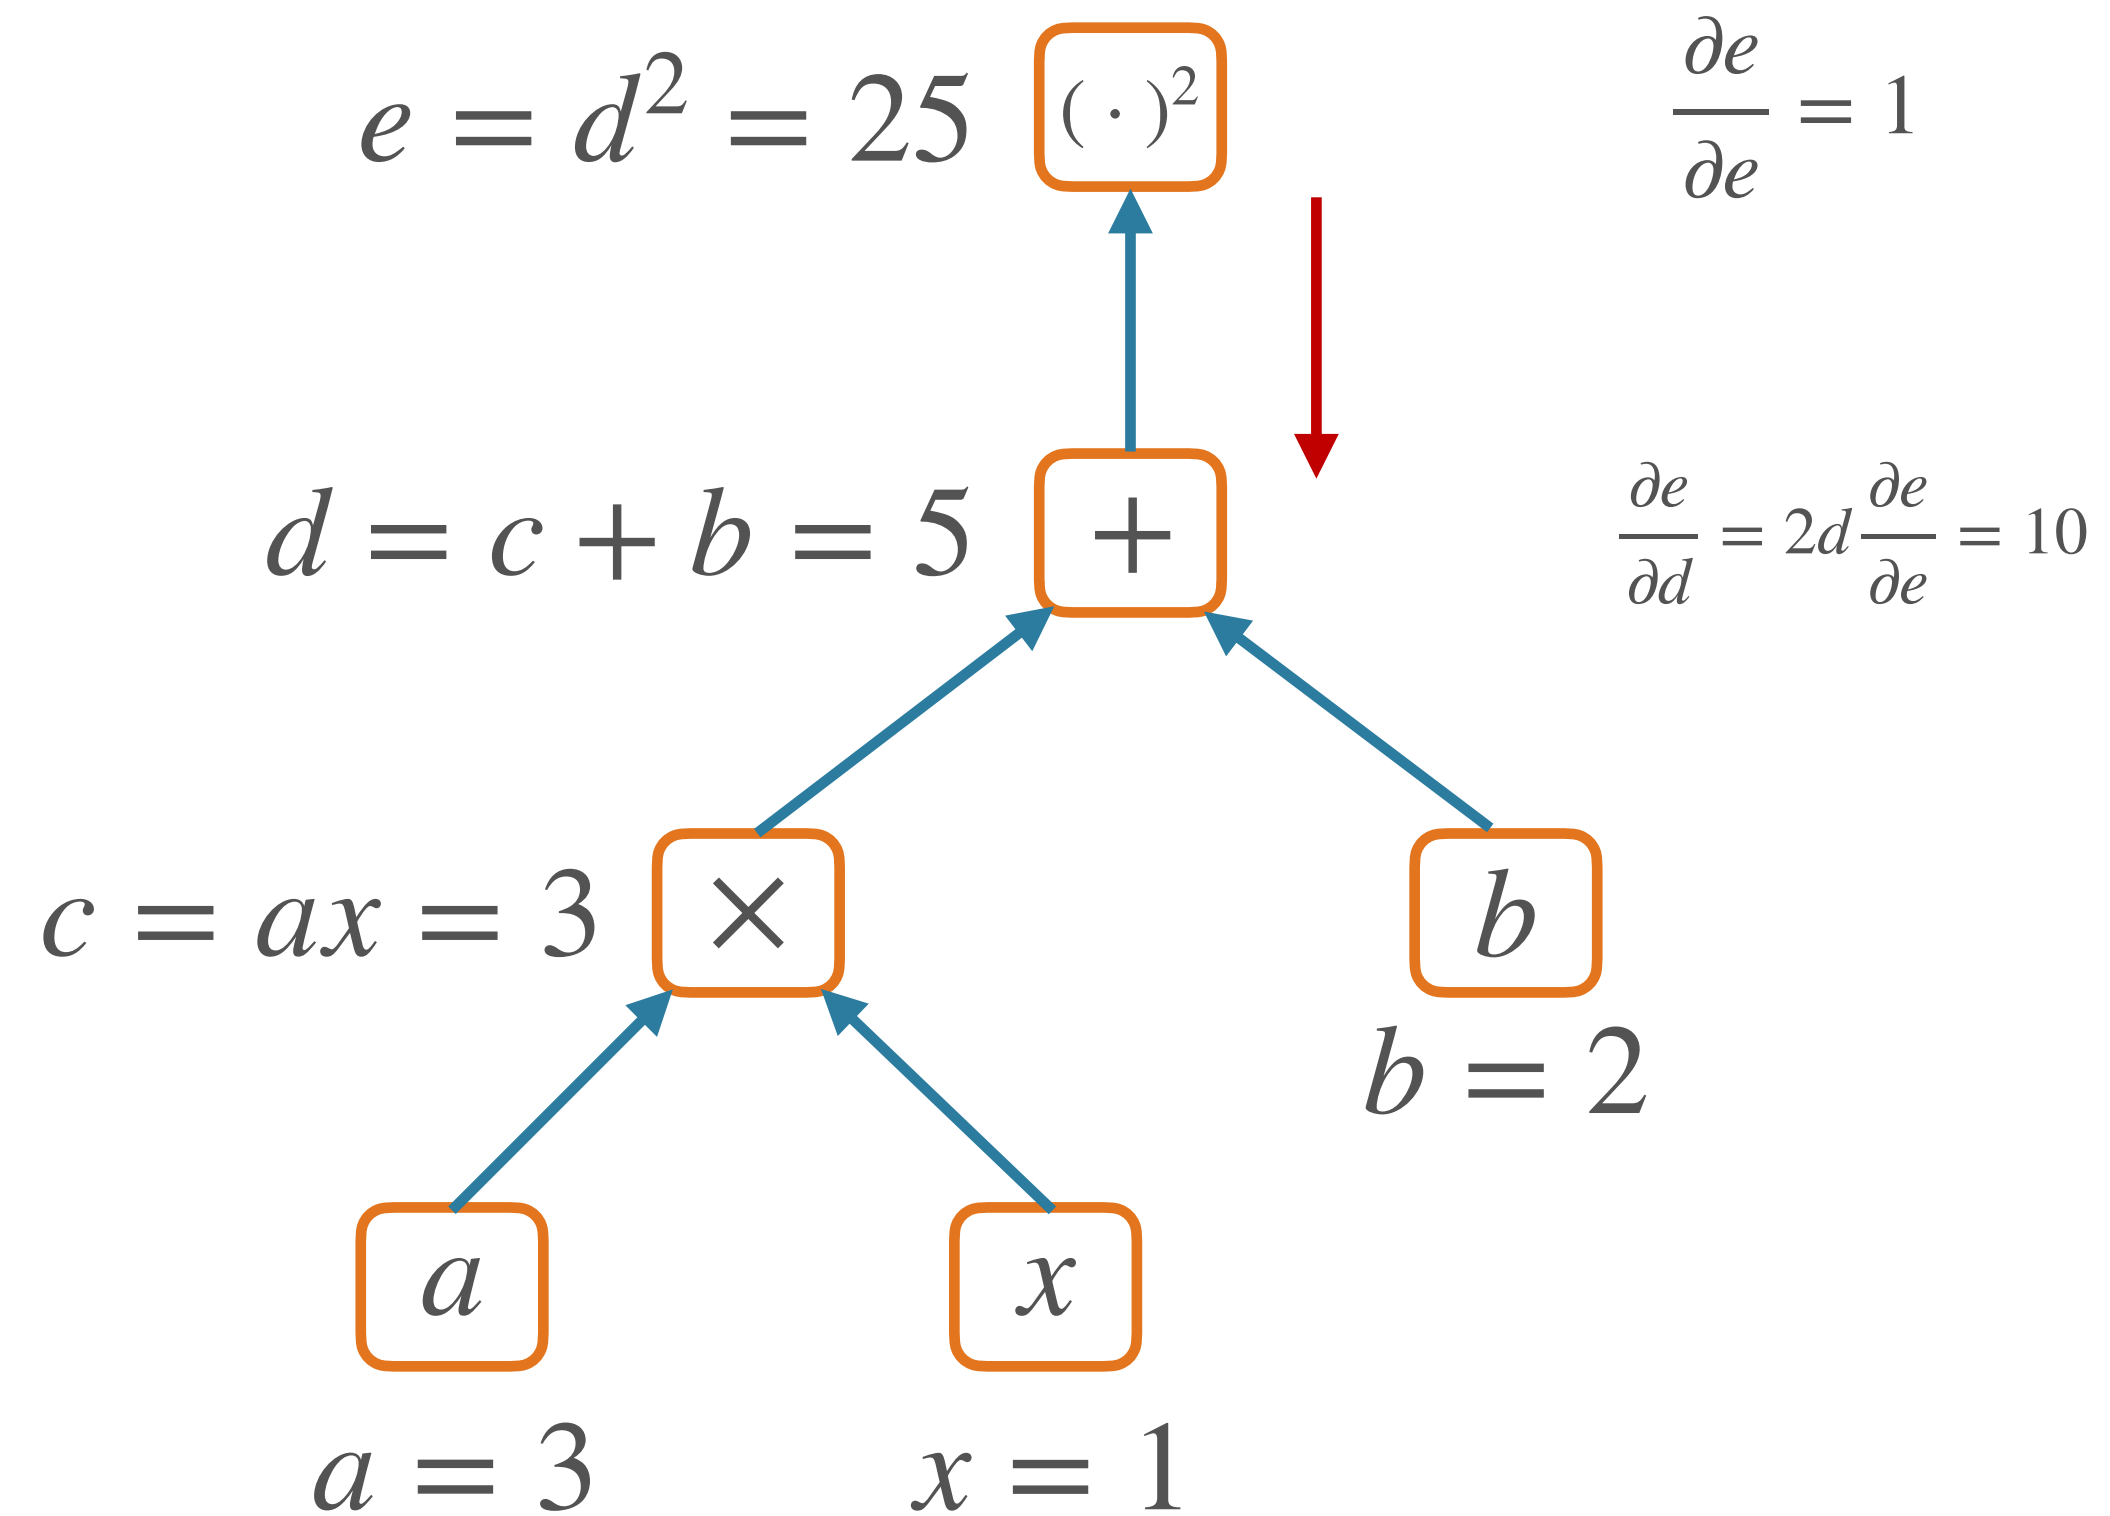 e = d² = 25 (·)² ∂e/∂e = 1
d = c + b = 5 + ∂e/∂d = 2d ∂e/∂e = 10
c = ax = 3 × b
b = 2
a x
a = 3 x = 1